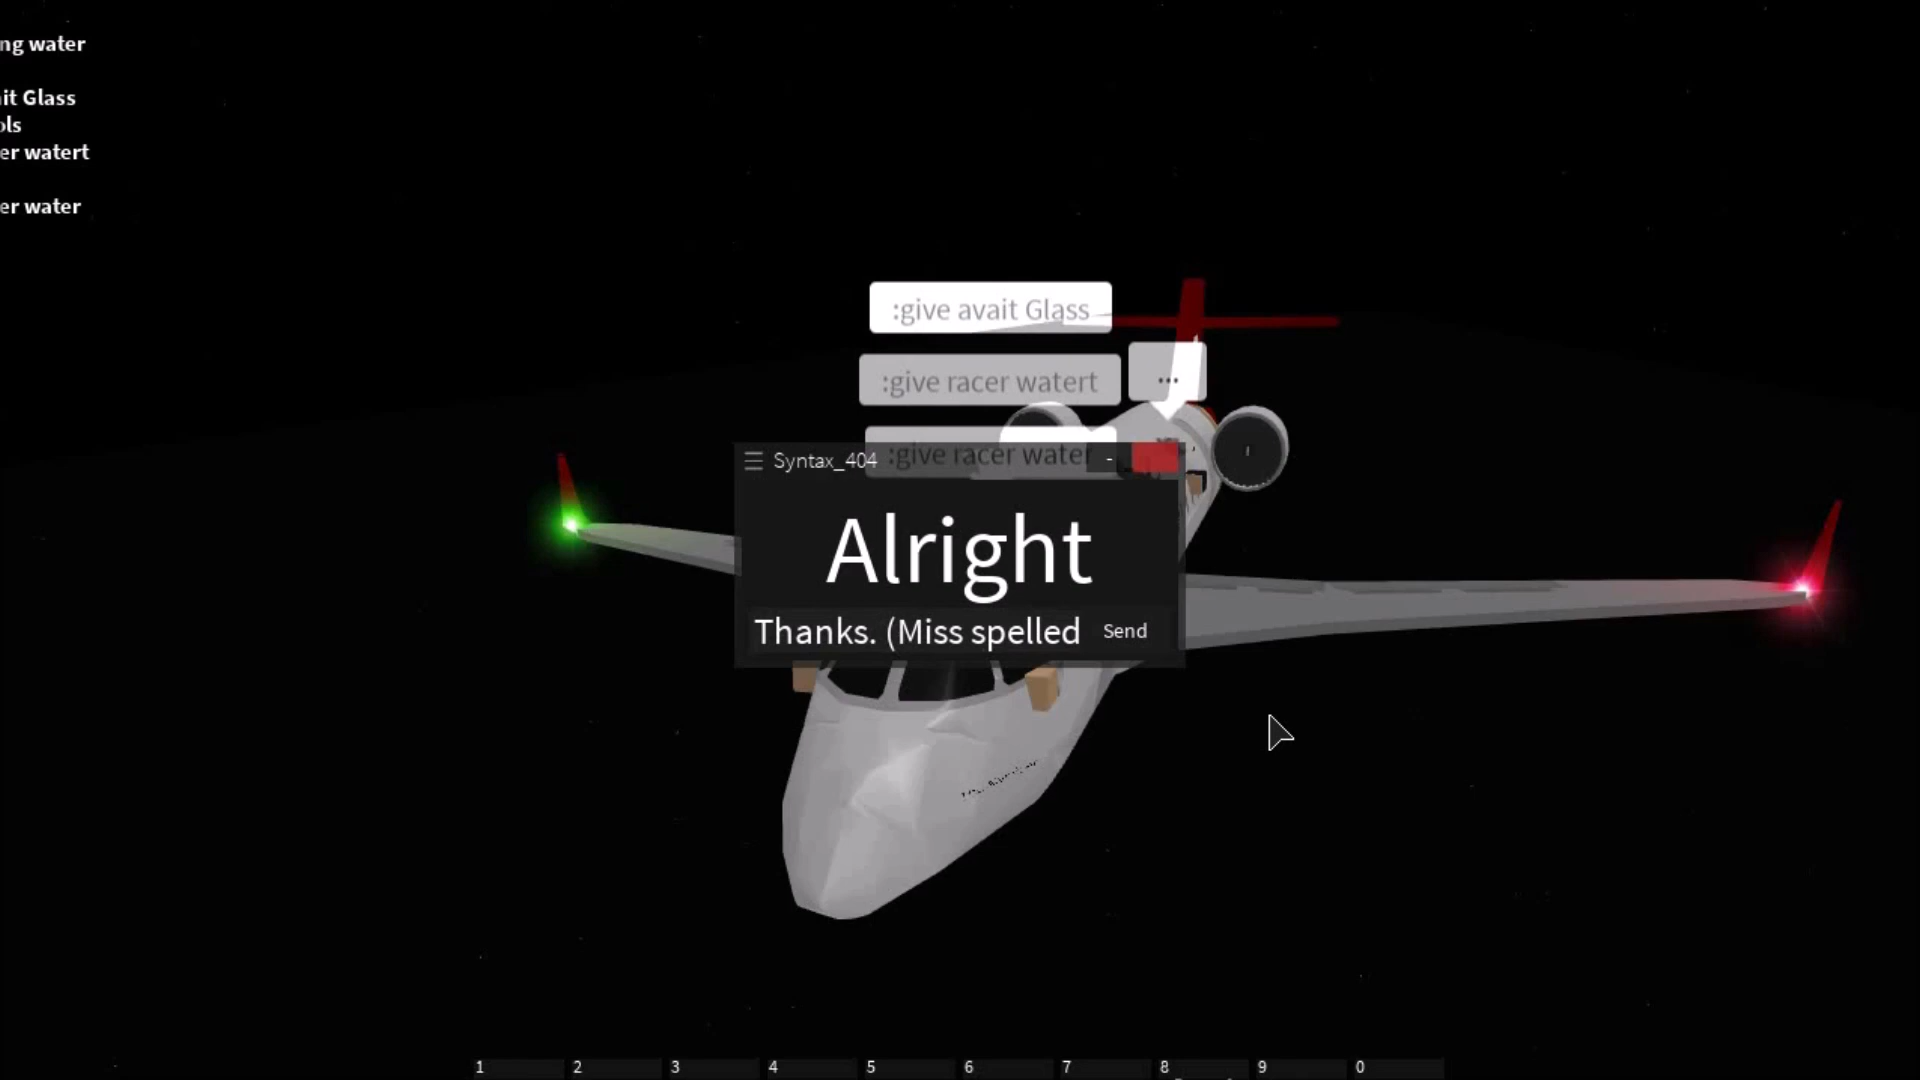 ng water
it Glass
ols
er watert
er water
:give avait Glass
:give racer watert
...
:give racer water
Syntax_404
-
Alright
Thanks. (Miss spelled
Send
1 2 3 4 5 6 7 8 9 0